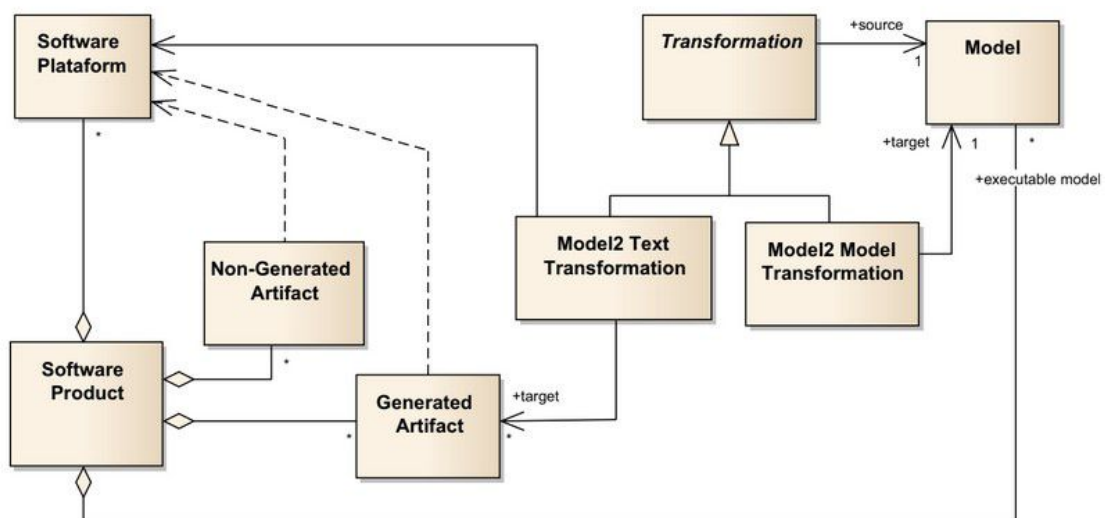 Software
Plataform
Transformation
+source
1
Model
*
+target
1
*
+executable model
Non-Generated
Artifact
*
Model2 Text
Transformation
Model2 Model
Transformation
Software
Product
Generated
Artifact
*
+target
*